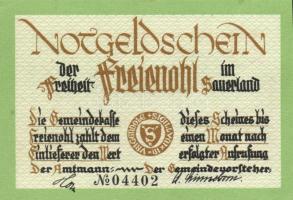 NOTGELDSCHEIN
der Freiheit Freienohl im Sauerland
Die Gemeindekasse dieses Scheines bis
Freienohl zahlt dem einen Monat nach
Einlieferer den Wert erfolgter Aufrufung
Der Amtmann: Der Gemeindevorsteher:
№ 04402